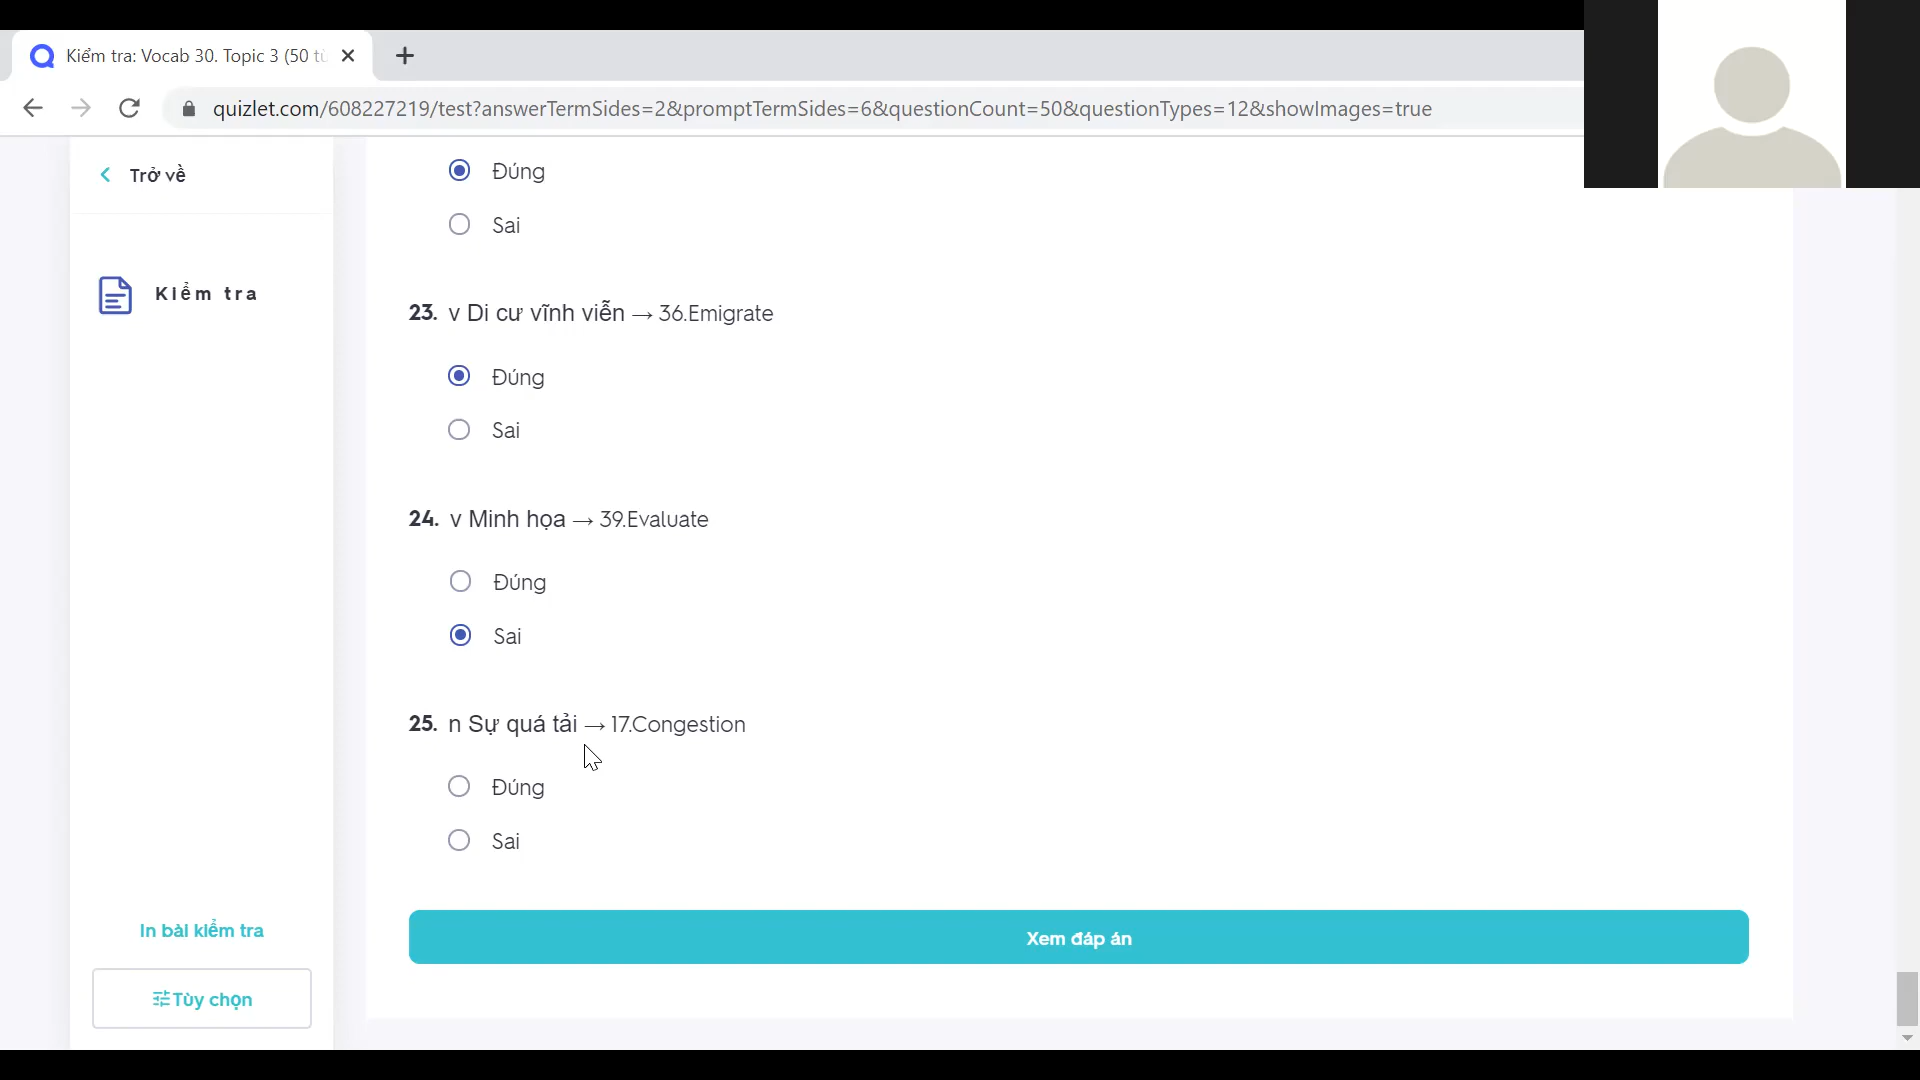 Kiểm tra: Vocab 30. Topic 3 (50 từ
quizlet.com/608227219/test?answerTermSides=2&promptTermSides=6&questionCount=50&questionTypes=12&showImages=true
Trở về
Kiểm tra
Đúng
Sai
23. v Di cư vĩnh viễn → 36.Emigrate
Đúng
Sai
24. v Minh họa → 39.Evaluate
Đúng
Sai
25. n Sự quá tải → 17.Congestion
Đúng
Sai
Xem đáp án
In bài kiểm tra
Tùy chọn